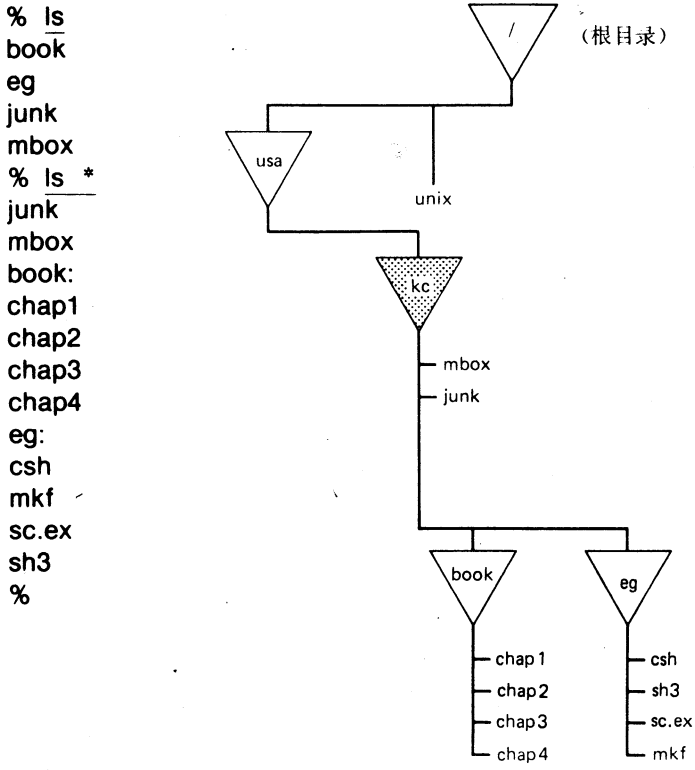 % ls
book
eg
junk
mbox
% ls *
junk
mbox
book:
chap1
chap2
chap3
chap4
eg:
csh
mkf
sc.ex
sh3
%
/ (根目录)
usa
unix
kc
mbox
junk
book
eg
chap1
chap2
chap3
chap4
csh
sh3
sc.ex
mkf